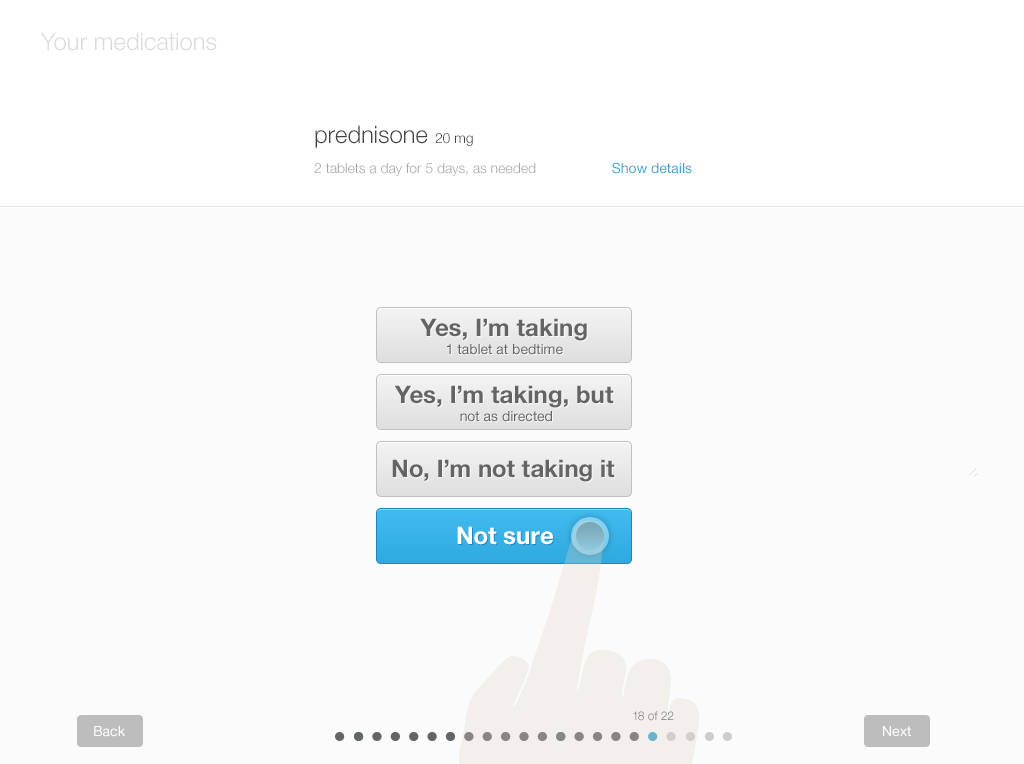 Your medications
prednisone 20 mg
2 tablets a day for 5 days, as needed
Show details
Yes, I’m taking
1 tablet at bedtime
Yes, I’m taking, but
not as directed
No, I’m not taking it
Not sure
18 of 22
Back
Next